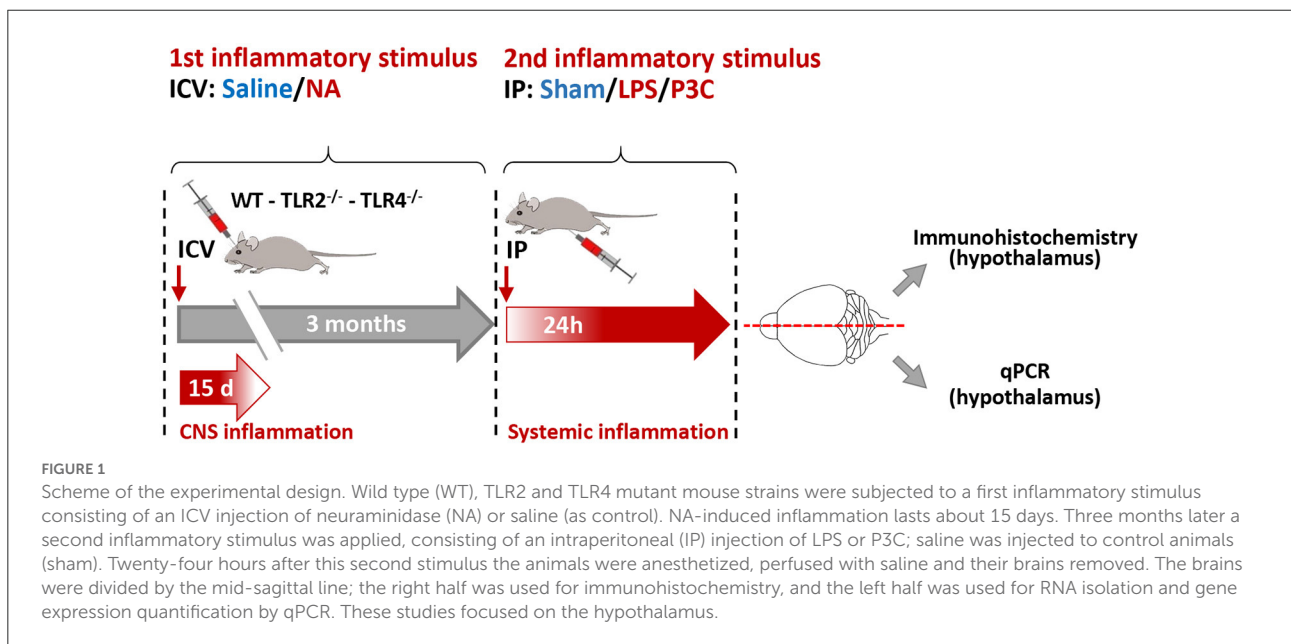 1st inflammatory stimulus
ICV: Saline/NA
2nd inflammatory stimulus
IP: Sham/LPS/P3C
WT - TLR2-/- - TLR4-/-
ICV
3 months
15 d
CNS inflammation
IP
24h
Systemic inflammation
Immunohistochemistry
(hypothalamus)
qPCR
(hypothalamus)
FIGURE 1
Scheme of the experimental design. Wild type (WT), TLR2 and TLR4 mutant mouse strains were subjected to a first inflammatory stimulus
consisting of an ICV injection of neuraminidase (NA) or saline (as control). NA-induced inflammation lasts about 15 days. Three months later a
second inflammatory stimulus was applied, consisting of an intraperitoneal (IP) injection of LPS or P3C; saline was injected to control animals
(sham). Twenty-four hours after this second stimulus the animals were anesthetized, perfused with saline and their brains removed. The brains
were divided by the mid-sagittal line; the right half was used for immunohistochemistry, and the left half was used for RNA isolation and gene
expression quantification by qPCR. These studies focused on the hypothalamus.